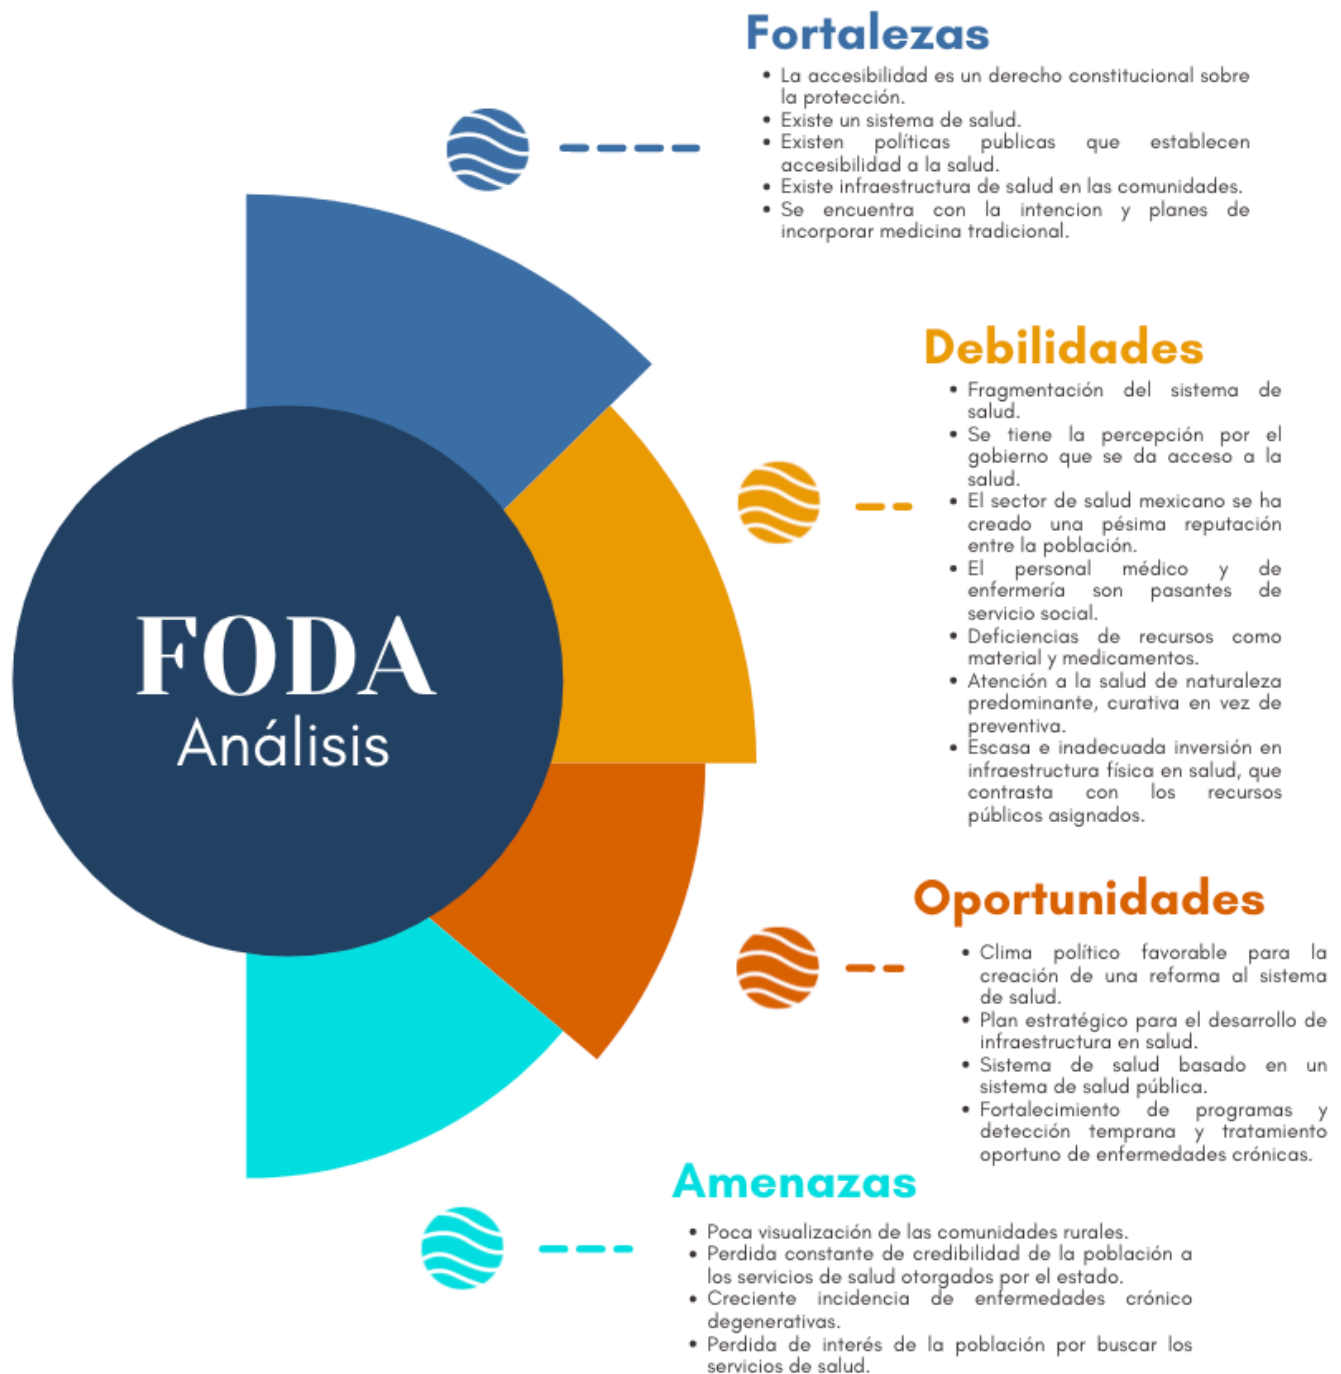 Fortalezas
• La accesibilidad es un derecho constitucional sobre
la protección.
• Existe un sistema de salud.
• Existen políticas publicas que establecen
accesibilidad a la salud.
• Existe infraestructura de salud en las comunidades.
• Se encuentra con la intencion y planes de
incorporar medicina tradicional.
Debilidades
• Fragmentación del sistema de
salud.
• Se tiene la percepción por el
gobierno que se da acceso a la
salud.
• El sector de salud mexicano se ha
creado una pésima reputación
entre la población.
• El personal médico y de
enfermería son pasantes de
servicio social.
• Deficiencias de recursos como
material y medicamentos.
• Atención a la salud de naturaleza
predominante, curativa en vez de
preventiva.
• Escasa e inadecuada inversión en
infraestructura física en salud, que
contrasta con los recursos
públicos asignados.
FODA
Análisis
Oportunidades
• Clima político favorable para la
creación de una reforma al sistema
de salud.
• Plan estratégico para el desarrollo de
infraestructura en salud.
• Sistema de salud basado en un
sistema de salud pública.
• Fortalecimiento de programas y
detección temprana y tratamiento
oportuno de enfermedades crónicas.
Amenazas
• Poca visualización de las comunidades rurales.
• Perdida constante de credibilidad de la población a
los servicios de salud otorgados por el estado.
• Creciente incidencia de enfermedades crónico
degenerativas.
• Perdida de interés de la población por buscar los
servicios de salud.